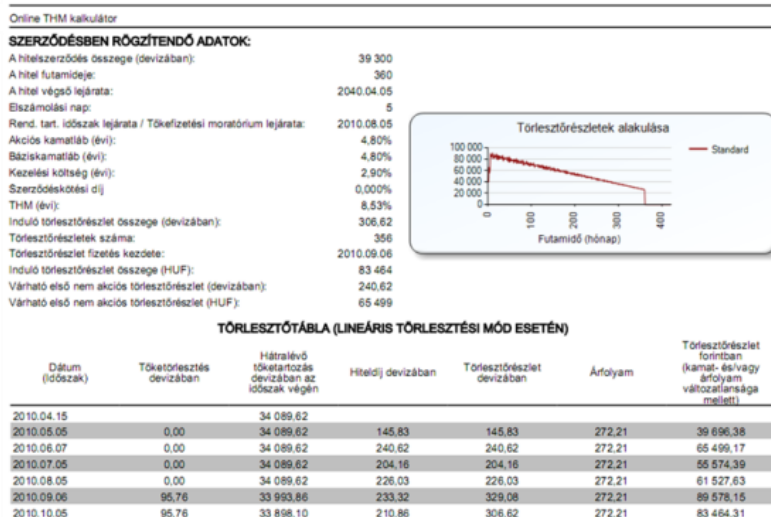 Online THM kalkulátor
SZERZŐDÉSBEN RÖGZÍTENDŐ ADATOK:
A hitelszerződés összege (devizában): 39 300
A hitel futamideje: 360
A hitel végső lejárata: 2040.04.05
Elszámolási nap: 5
Rend. tart. időszak lejárata / Tőkefizetési moratórium lejárata: 2010.08.05
Akciós kamatláb (évi): 4,80%
Báziskamatláb (évi): 4,80%
Kezelési költség (évi): 2,90%
Szerződéskötési díj 0,000%
THM (évi): 8,53%
Induló törlesztőrészlet összege (devizában): 306,62
Törlesztőrészletek száma: 356
Törlesztőrészlet fizetés kezdete: 2010.09.06
Induló törlesztőrészlet összege (HUF): 83 464
Várható első nem akciós törlesztőrészlet (devizában): 240,62
Várható első nem akciós törlesztőrészlet (HUF): 65 499
Törlesztőrészletek alakulása
100 000
80 000
60 000
40 000
20 000
0
Standard
0 100 200 300 400
Futamidő (hónap)
TÖRLESZTŐTÁBLA (LINEÁRIS TÖRLESZTÉSI MÓD ESETÉN)
Dátum
(Időszak)
Tőketörlesztés
devizában
Hátralévő
tőketartozás
devizában az
időszak végén
Hiteldíj devizában
Törlesztőrészlet
devizában
Árfolyam
Törlesztőrészlet
forintban
(kamat- és/vagy
árfolyam
változatlansága
mellett)
2010.04.15 34 089,62
2010.05.05 0,00 34 089,62 145,83 145,83 272,21 39 696,38
2010.06.07 0,00 34 089,62 240,62 240,62 272,21 65 499,17
2010.07.05 0,00 34 089,62 204,16 204,16 272,21 55 574,39
2010.08.05 0,00 34 089,62 226,03 226,03 272,21 61 527,63
2010.09.06 95,76 33 993,86 233,32 329,08 272,21 89 578,15
2010.10.05 95,76 33 898,10 210,86 306,62 272,21 83 464,31